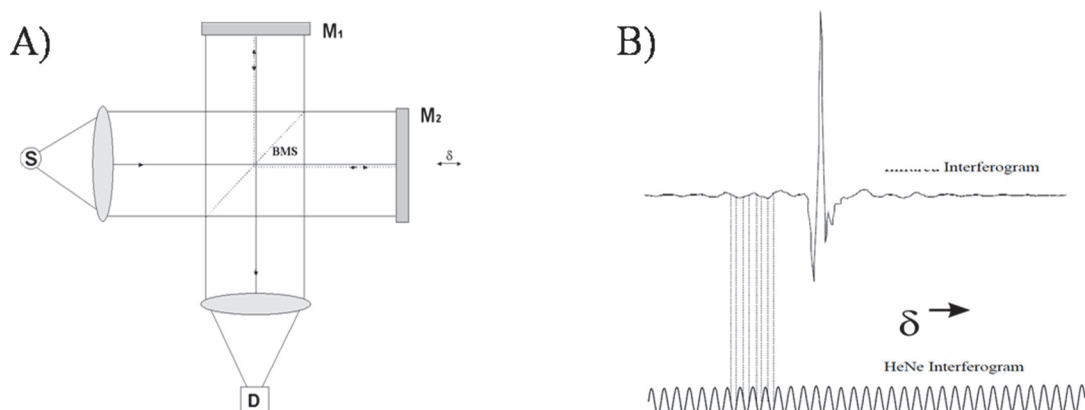 A)
M1
M2
S
BMS
δ
D
B)
Interferogram
δ
HeNe Interferogram